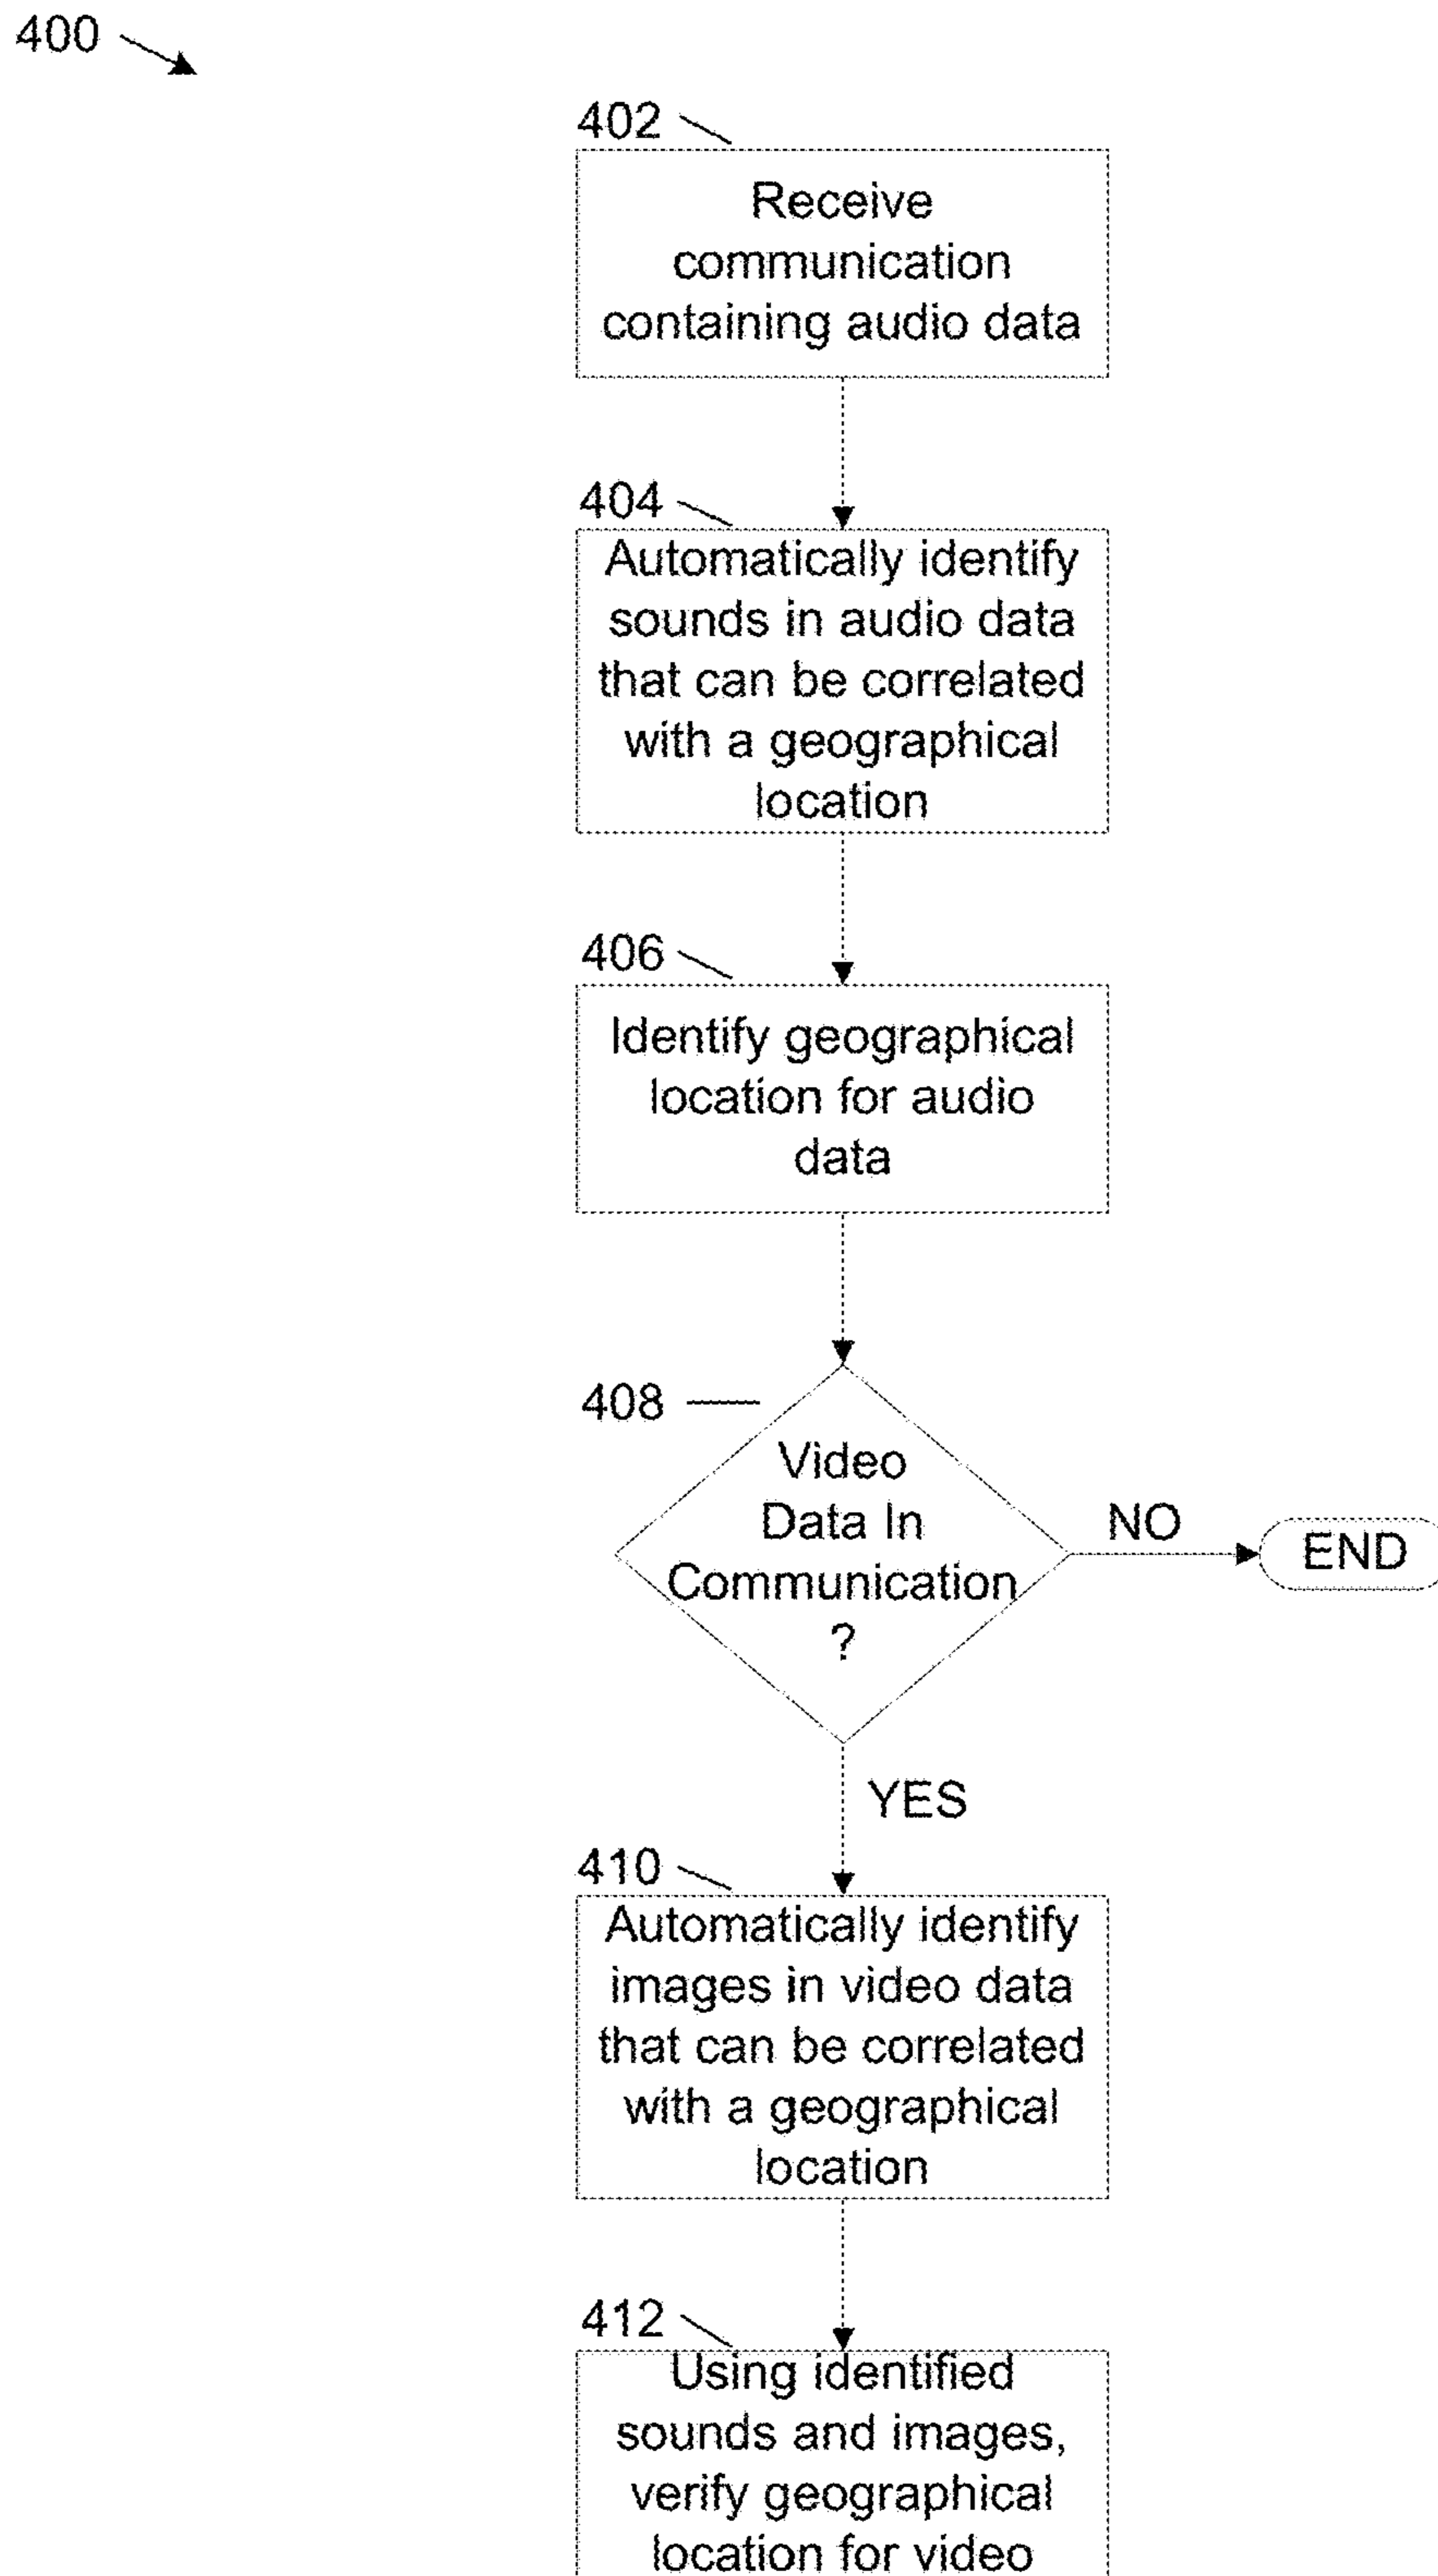 400
402
Receive
communication
containing audio data
404
Automatically identify
sounds in audio data
that can be correlated
with a geographical
location
406
Identify geographical
location for audio
data
408
Video
Data In
Communication
?
NO
END
YES
410
Automatically identify
images in video data
that can be correlated
with a geographical
location
412
Using identified
sounds and images,
verify geographical
location for video